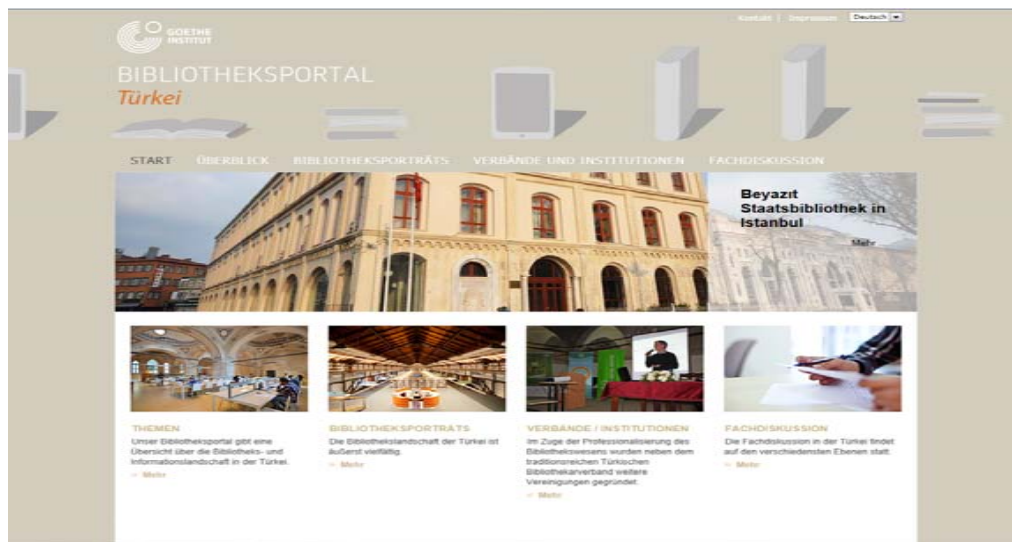 Kontakt | Impressum Deutsch
GOETHE
INSTITUT
BIBLIOTHEKSPORTAL
Türkei
START ÜBERBLICK BIBLIOTHEKSPORTRÄTS VERBÄNDE UND INSTITUTIONEN FACHDISKUSSION
Beyazıt
Staatsbibliothek in
Istanbul
Mehr
THEMEN
Unser Bibliotheksportal gibt eine
Übersicht über die Bibliotheks- und
Informationslandschaft in der Türkei.
Mehr
BIBLIOTHEKSPORTRÄTS
Die Bibliothekslandschaft der Türkei ist
äußerst vielfältig.
Mehr
VERBÄNDE / INSTITUTIONEN
Im Zuge der Professionalisierung des
Bibliothekswesens wurden neben dem
traditionsreichen Türkischen
Bibliothekarverband weitere
Vereinigungen gegründet.
Mehr
FACHDISKUSSION
Die Fachdiskussion in der Türkei findet
auf den verschiedensten Ebenen statt.
Mehr